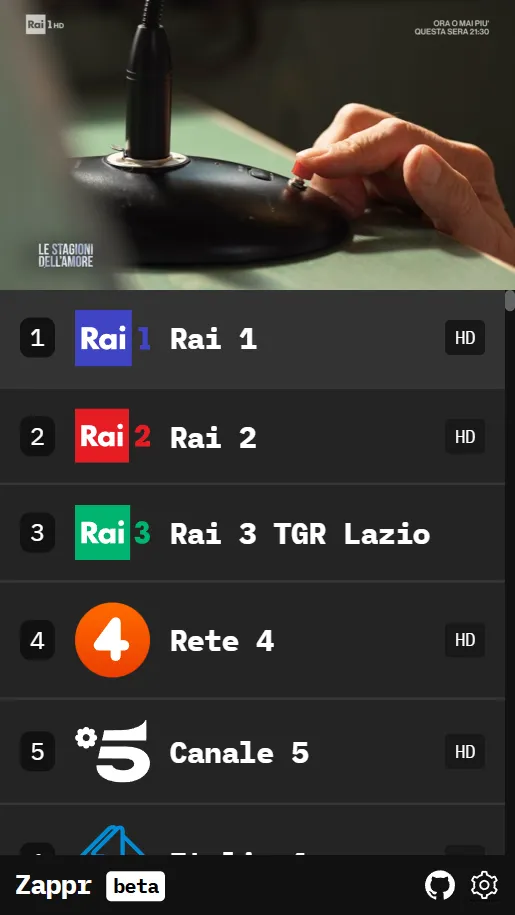 Rai 1 HD
ORA O MAI PIU'
QUESTA SERA 21:30
LE STAGIONI
DELL'AMORE
1 Rai 1 Rai 1 HD
2 Rai 2 Rai 2 HD
3 Rai 3 Rai 3 TGR Lazio
4 4 Rete 4 HD
5 5 Canale 5 HD
Zappr beta